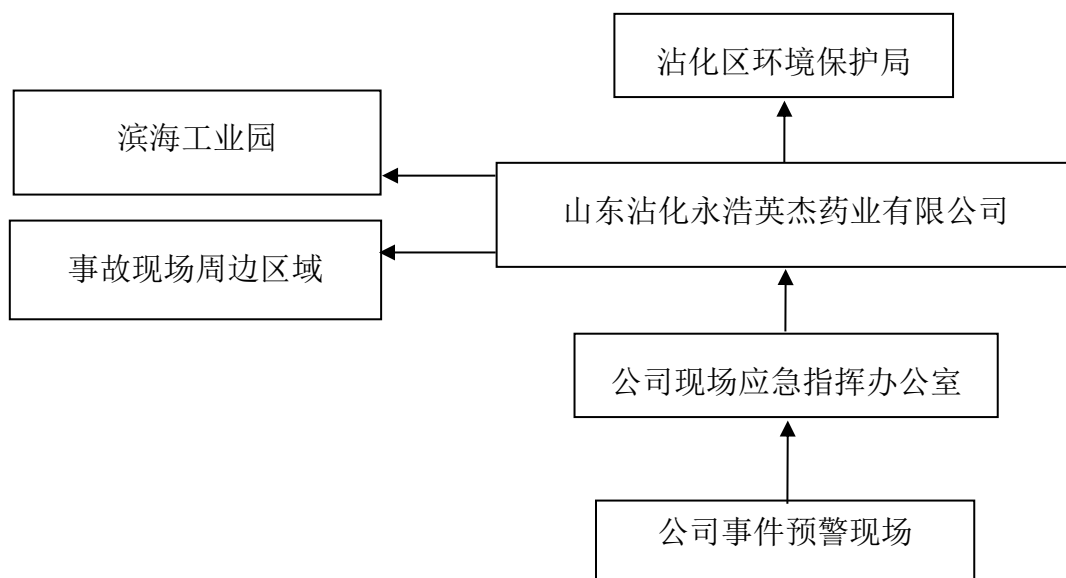 沾化区环境保护局
滨海工业园
山东沾化永浩英杰药业有限公司
事故现场周边区域
公司现场应急指挥办公室
公司事件预警现场